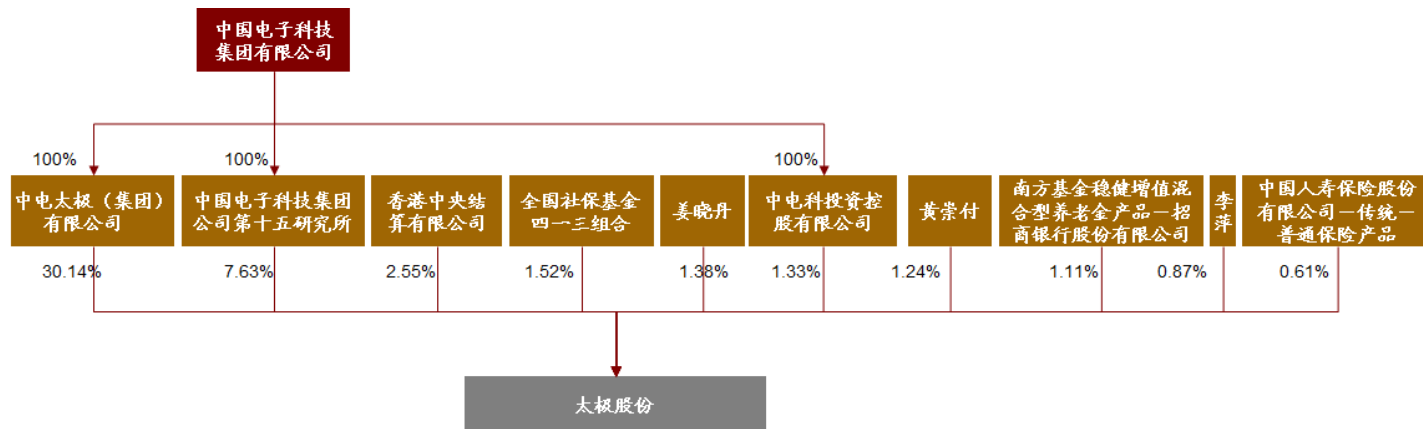 中国电子科技
集团有限公司
100%
100%
100%
中电太极（集团）
有限公司
中国电子科技集团
公司第十五研究所
香港中央结
算有限公司
全国社保基金
四一三组合
姜晓丹
中电科投资控
股有限公司
黄崇付
南方基金稳健增值混
合型养老金产品－招
商银行股份有限公司
李
萍
中国人寿保险股份
有限公司－传统－
普通保险产品
30.14%
7.63%
2.55%
1.52%
1.38%
1.33%
1.24%
1.11%
0.87%
0.61%
太极股份